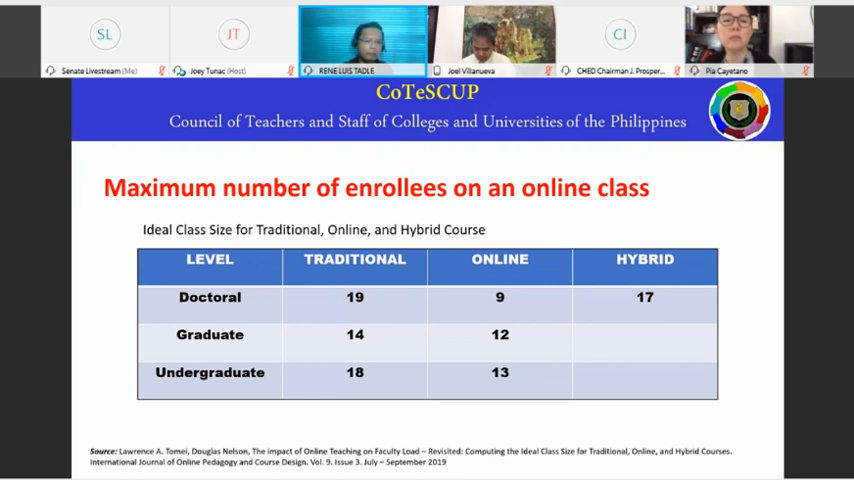 SL
JT
CI
Senate Livestream (Me)
Joey Tunac (Host)
RENE LUIS TADLE
Joel Villanueva
CHED Chairman J. Prosper...
Pia Cayetano
CoTeSCUP
Council of Teachers and Staff of Colleges and Universities of the Philippines
Maximum number of enrollees on an online class
Ideal Class Size for Traditional, Online, and Hybrid Course
LEVEL TRADITIONAL ONLINE HYBRID
Doctoral 19 9 17
Graduate 14 12
Undergraduate 18 13
Source: Lawrence A. Tomei, Douglas Nelson, The impact of Online Teaching on Faculty Load – Revisited: Computing the Ideal Class Size for Traditional, Online, and Hybrid Courses.
International Journal of Online Pedagogy and Course Design. Vol. 9. Issue 3. July – September 2019